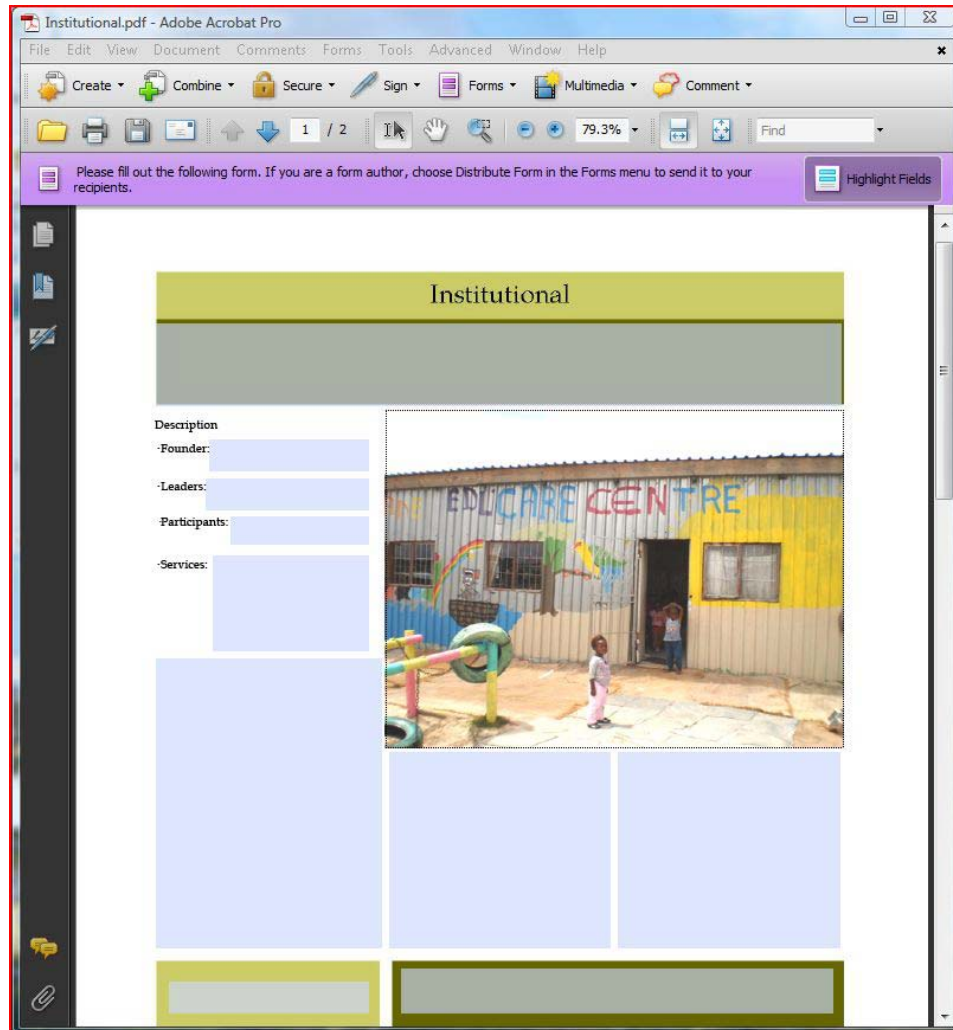 Institutional.pdf - Adobe Acrobat Pro
File Edit View Document Comments Forms Tools Advanced Window Help
Create Combine Secure Sign Forms Multimedia Comment
1 / 2 79.3% Find
Please fill out the following form. If you are a form author, choose Distribute Form in the Forms menu to send it to your
recipients.
Highlight Fields
Institutional
Description
-Founder:
-Leaders:
-Participants:
-Services:
EDUCARE CENTRE